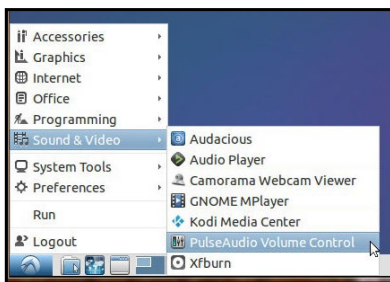 Accessories
Graphics
Internet
Office
Programming
Sound & Video
System Tools
Preferences
Run
Logout
Audacious
Audio Player
Camorama Webcam Viewer
GNOME MPlayer
Kodi Media Center
PulseAudio Volume Control
Xfburn